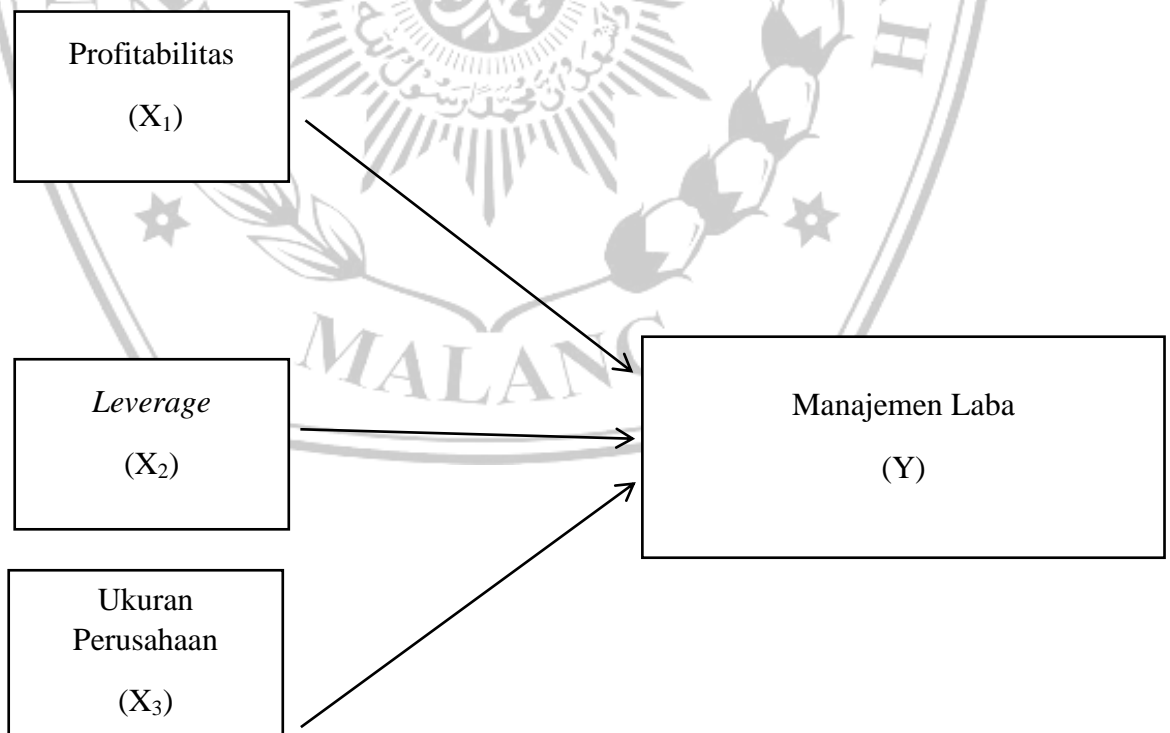 Profitabilitas
(X₁)
Leverage
(X₂)
Ukuran
Perusahaan
(X₃)
Manajemen Laba
(Y)
MALANG
H